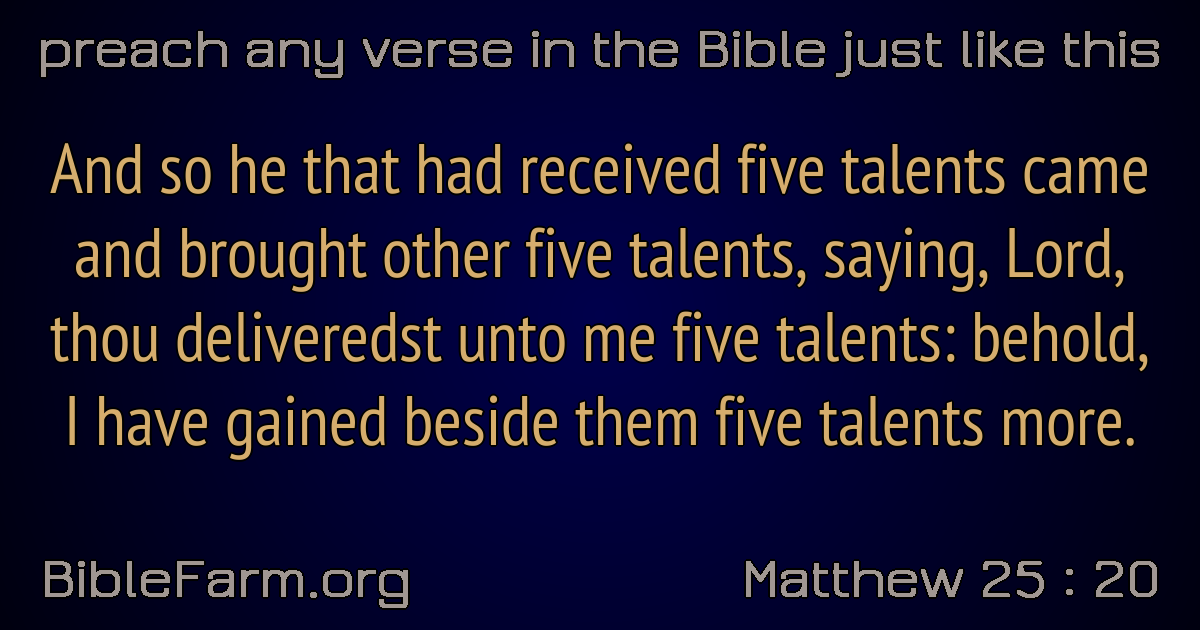 preach any verse in the Bible just like this
And so he that had received five talents came
and brought other five talents, saying, Lord,
thou deliveredst unto me five talents: behold,
I have gained beside them five talents more.
BibleFarm.org
Matthew 25 : 20